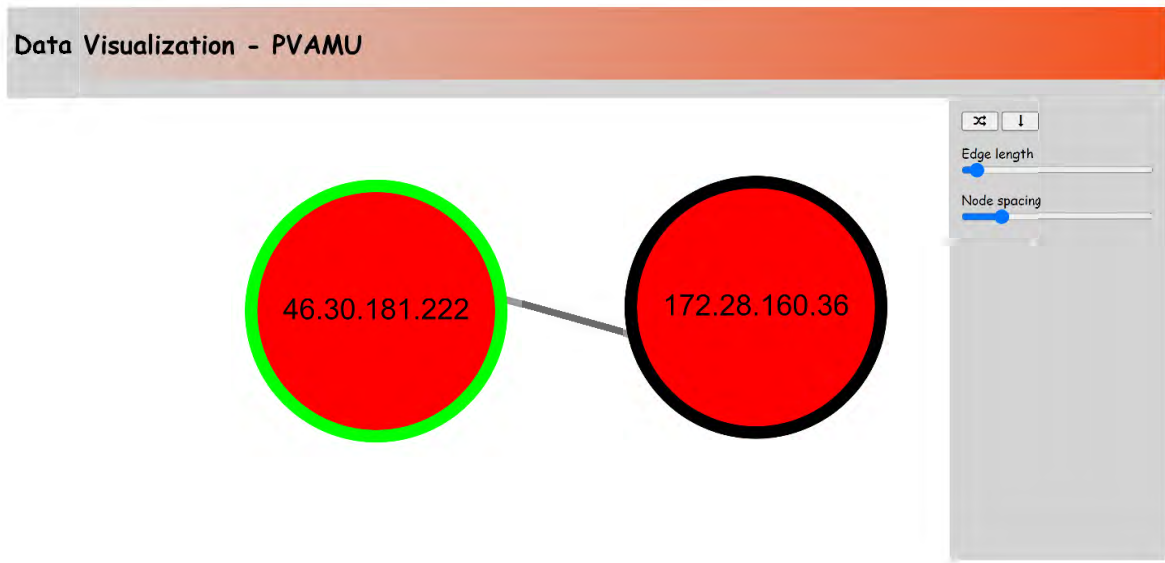 Data Visualization - PVAMU
Edge length
Node spacing
46.30.181.222
172.28.160.36